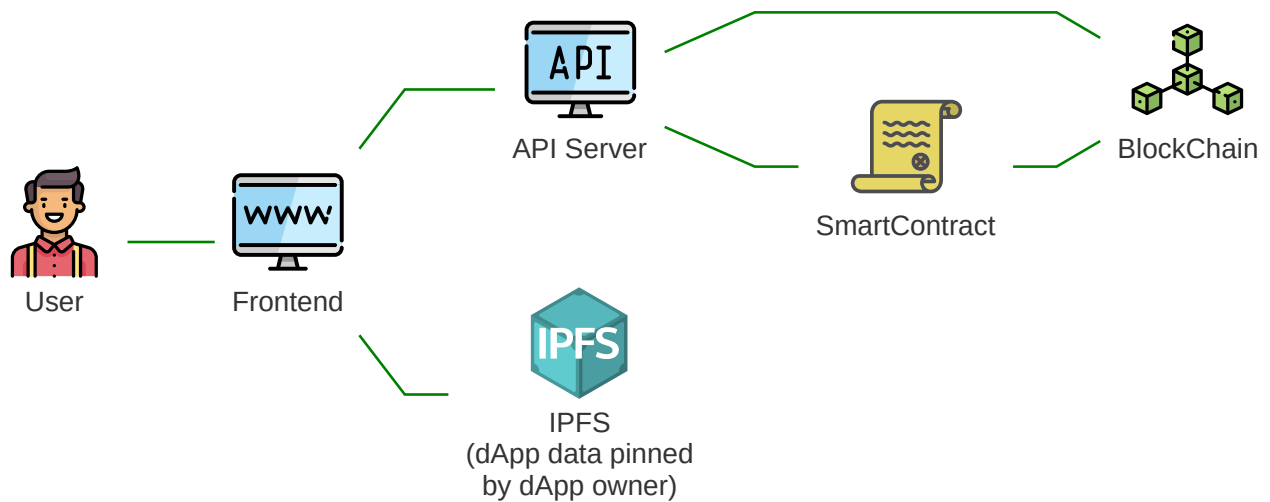 API
API Server
BlockChain
SmartContract
www
User
Frontend
IPFS
IPFS
(dApp data pinned
by dApp owner)